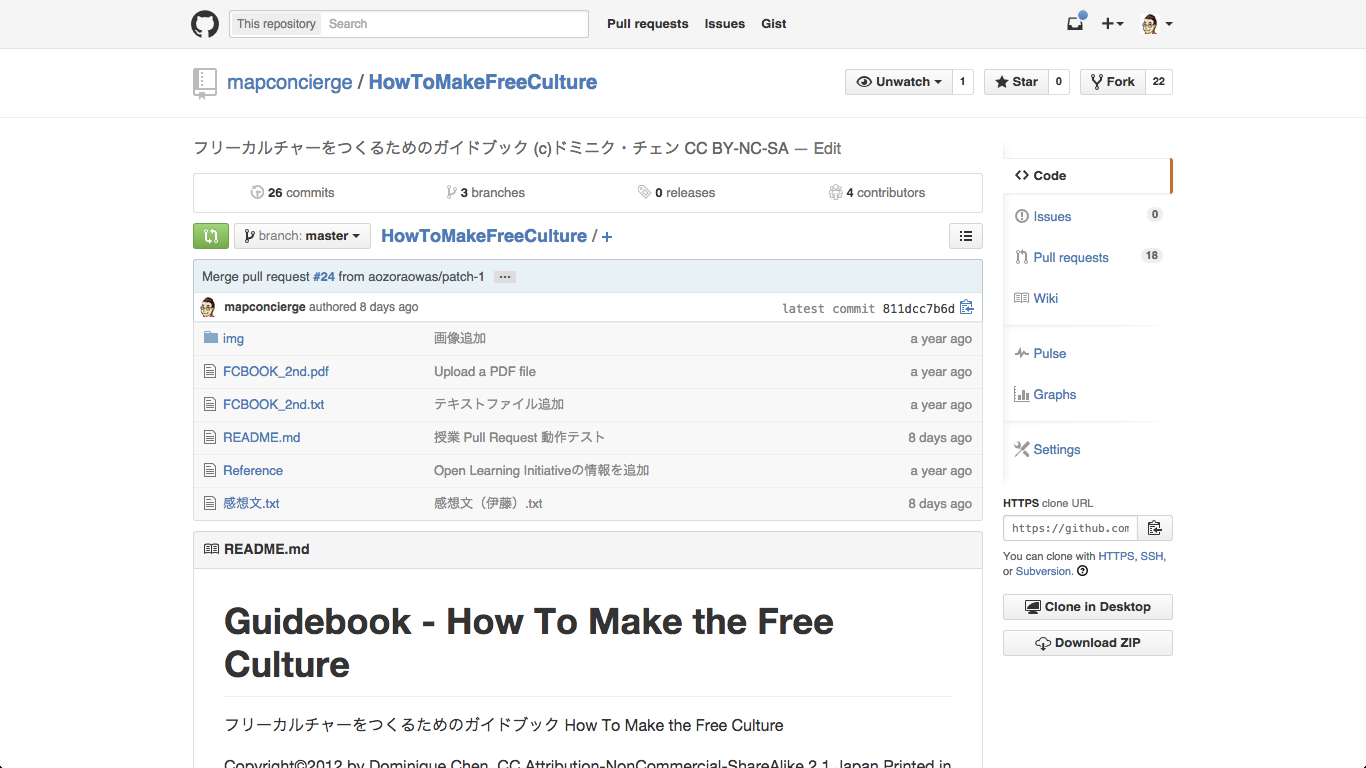 This repository Search Pull requests Issues Gist
mapconcierge / HowToMakeFreeCulture Unwatch 1 Star 0 Fork 22
フリーカルチャーをつくるためのガイドブック (c)ドミニク・チェン CC BY-NC-SA — Edit
26 commits 3 branches 0 releases 4 contributors
branch: master HowToMakeFreeCulture / +
Merge pull request #24 from aozoraowas/patch-1 ...
mapconcierge authored 8 days ago latest commit 811dcc7b6d
img 画像追加 a year ago
FCBOOK_2nd.pdf Upload a PDF file a year ago
FCBOOK_2nd.txt テキストファイル追加 a year ago
README.md 授業 Pull Request 動作テスト 8 days ago
Reference Open Learning Initiativeの情報を追加 a year ago
感想文.txt 感想文（伊藤）.txt 8 days ago
README.md
Guidebook - How To Make the Free
Culture
フリーカルチャーをつくるためのガイドブック How To Make the Free Culture
Copyright©2012 by Dominique Chen, CC Attribution-NonCommercial-ShareAlike 2.1 Japan Printed in
Code
Issues 0
Pull requests 18
Wiki
Pulse
Graphs
Settings
HTTPS clone URL
https://github.com
You can clone with HTTPS, SSH,
or Subversion.
Clone in Desktop
Download ZIP